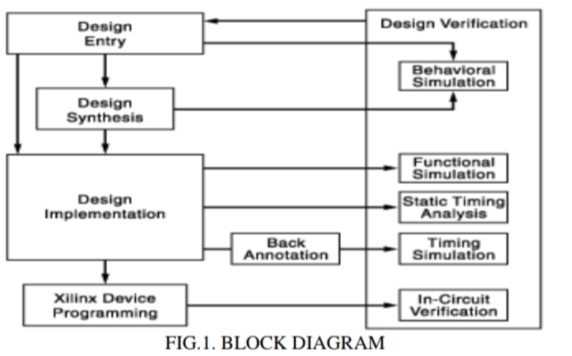 Design
Entry
Design Verification
Behavioral
Simulation
Design
Synthesis
Design
Implementation
Functional
Simulation
Static Timing
Analysis
Back
Annotation
Timing
Simulation
Xilinx Device
Programming
In-Circuit
Verification
FIG.1. BLOCK DIAGRAM